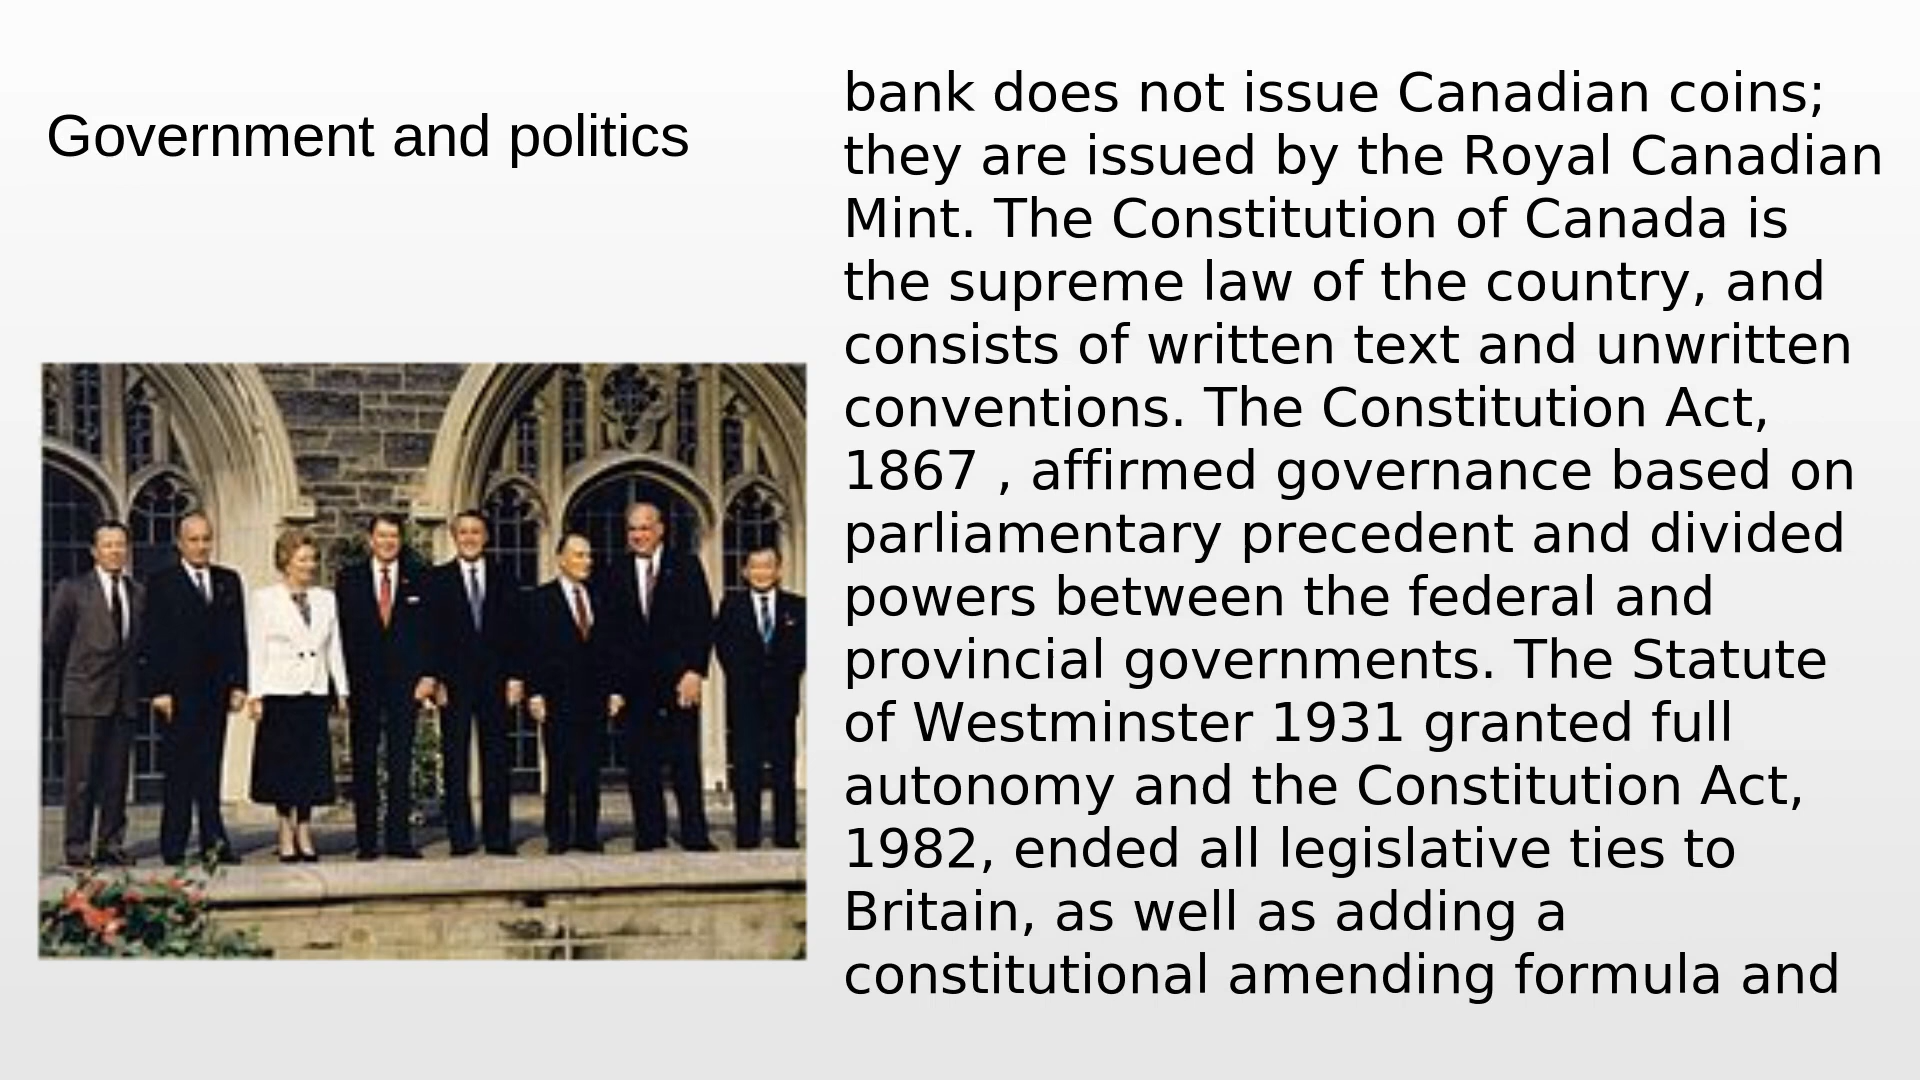 Government and politics
bank does not issue Canadian coins;
they are issued by the Royal Canadian
Mint. The Constitution of Canada is
the supreme law of the country, and
consists of written text and unwritten
conventions. The Constitution Act,
1867 , affirmed governance based on
parliamentary precedent and divided
powers between the federal and
provincial governments. The Statute
of Westminster 1931 granted full
autonomy and the Constitution Act,
1982, ended all legislative ties to
Britain, as well as adding a
constitutional amending formula and